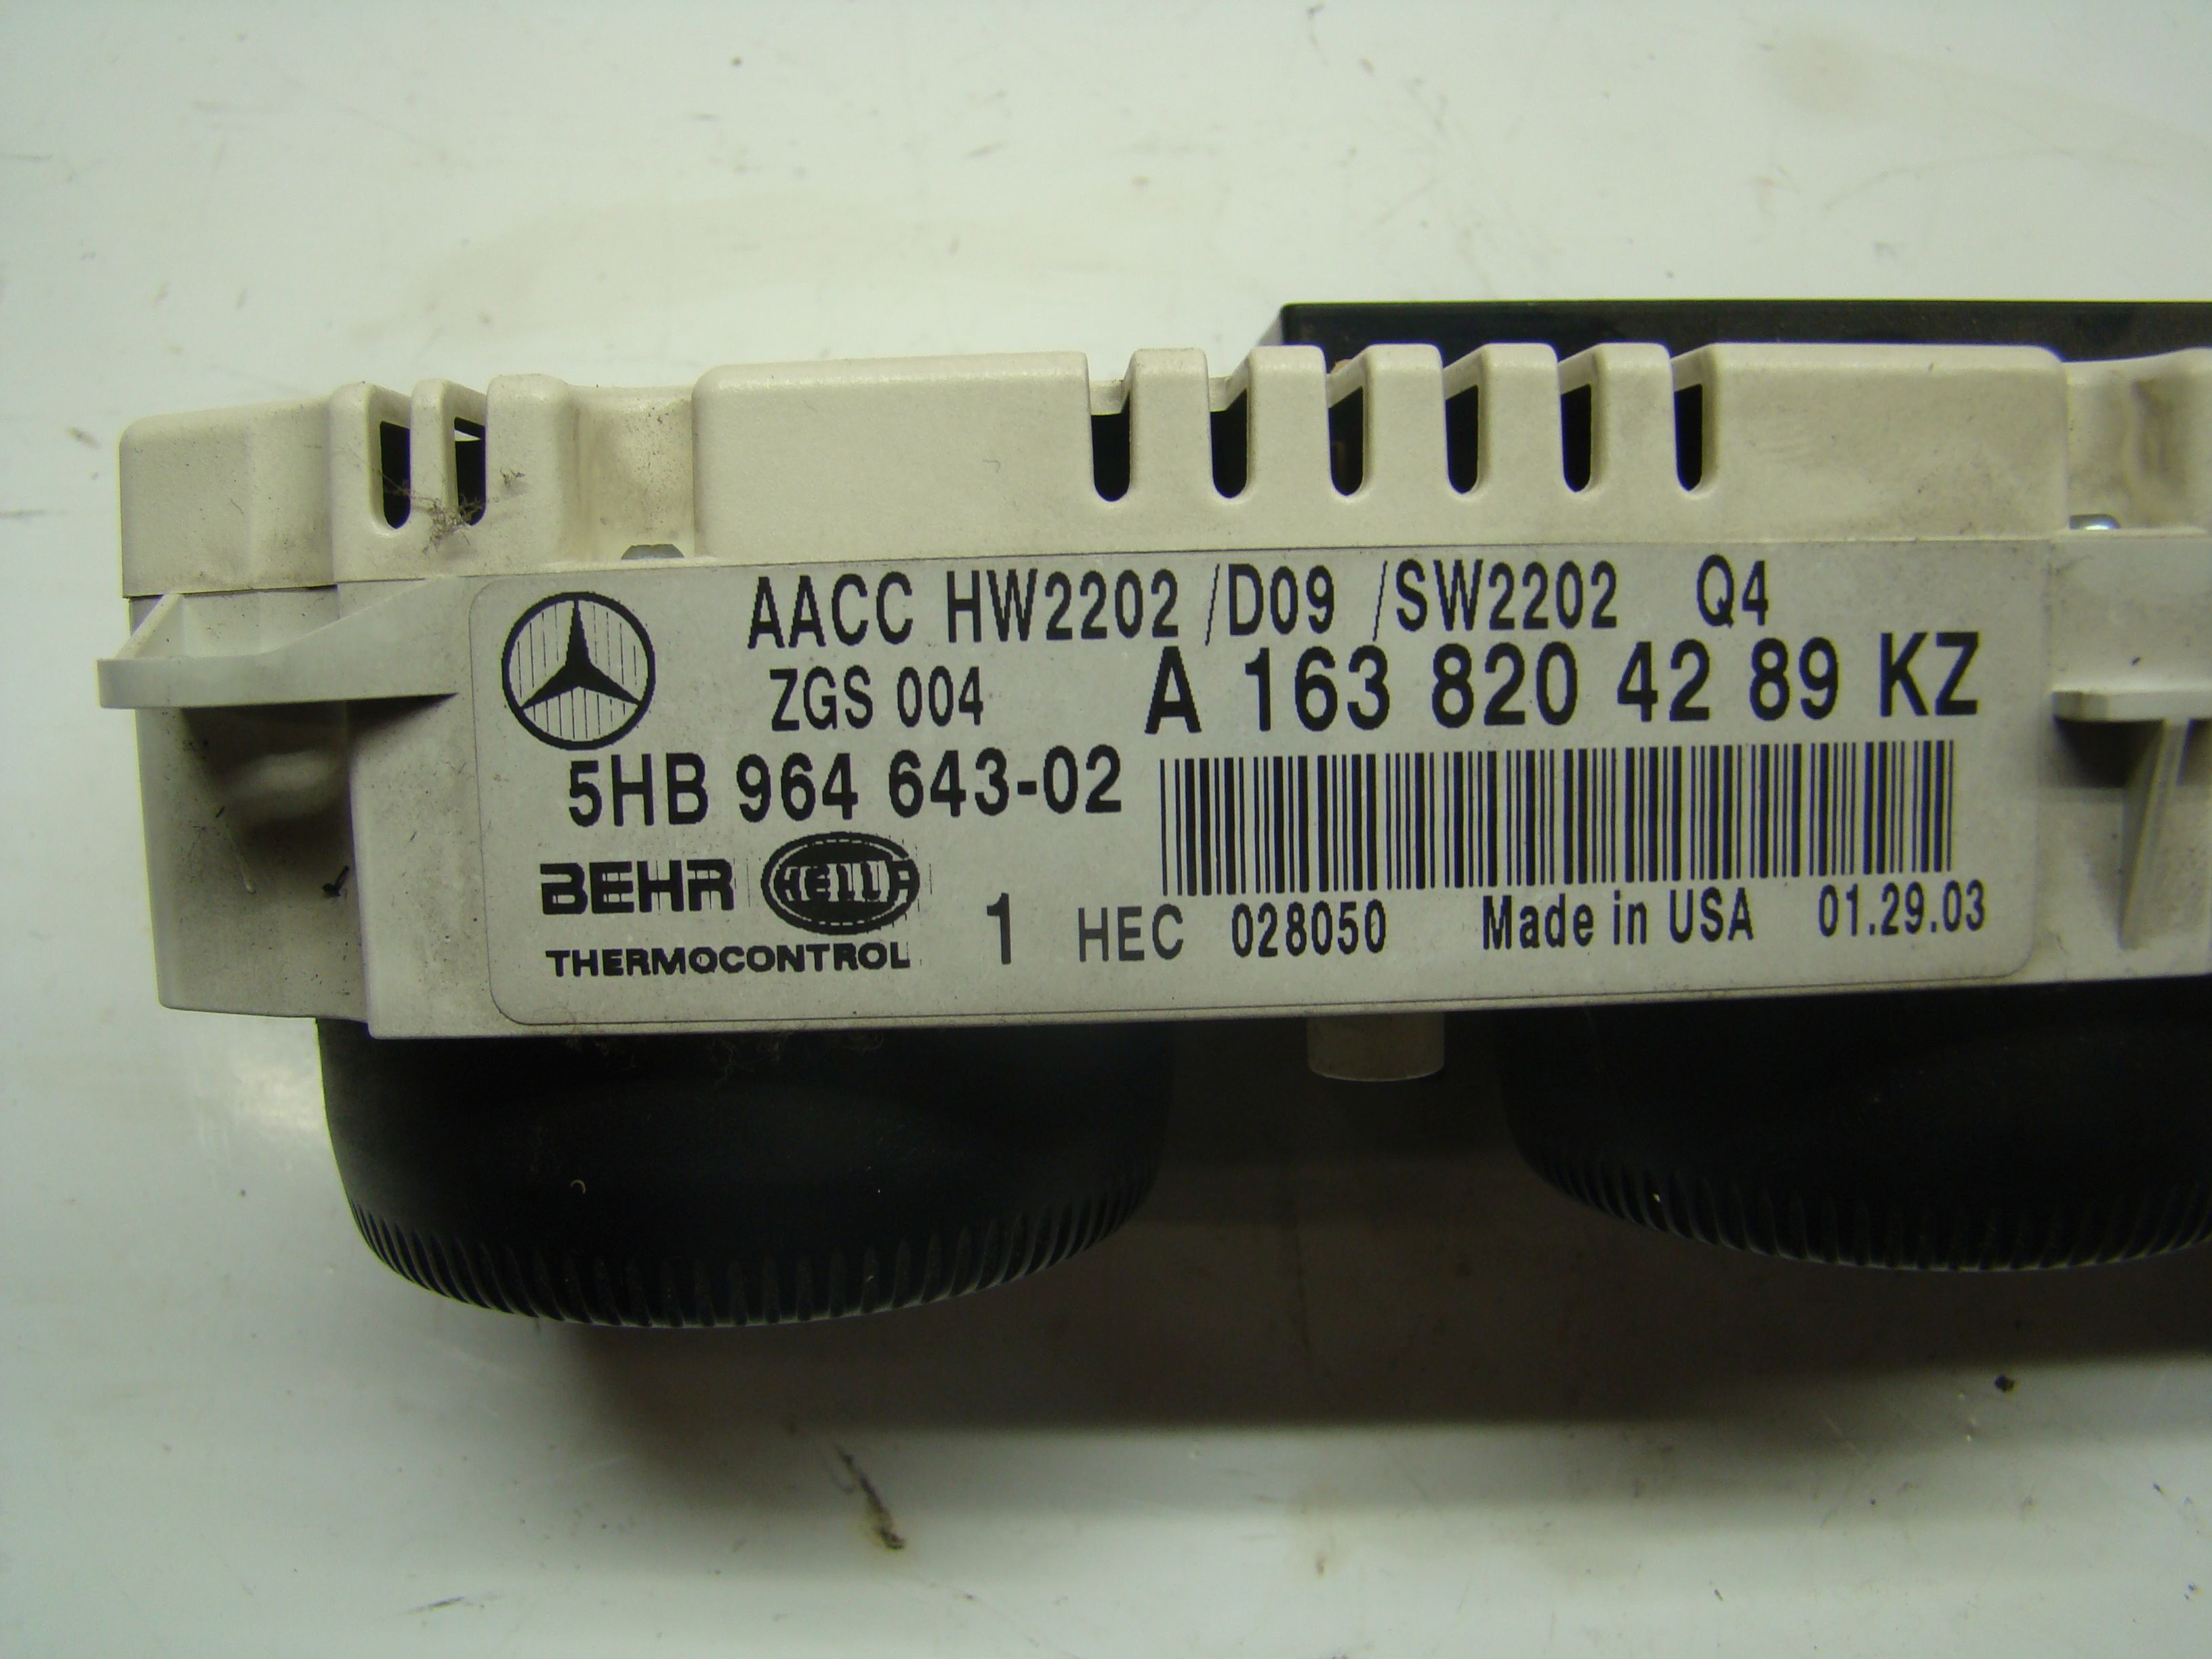 AACC HW2202 /D09 /SW2202 Q4
ZGS 004 A 163 820 42 89 KZ
5HB 964 643-02
BEHR HELLA
THERMOCONTROL
1 HEC 028050 Made in USA 01.29.03